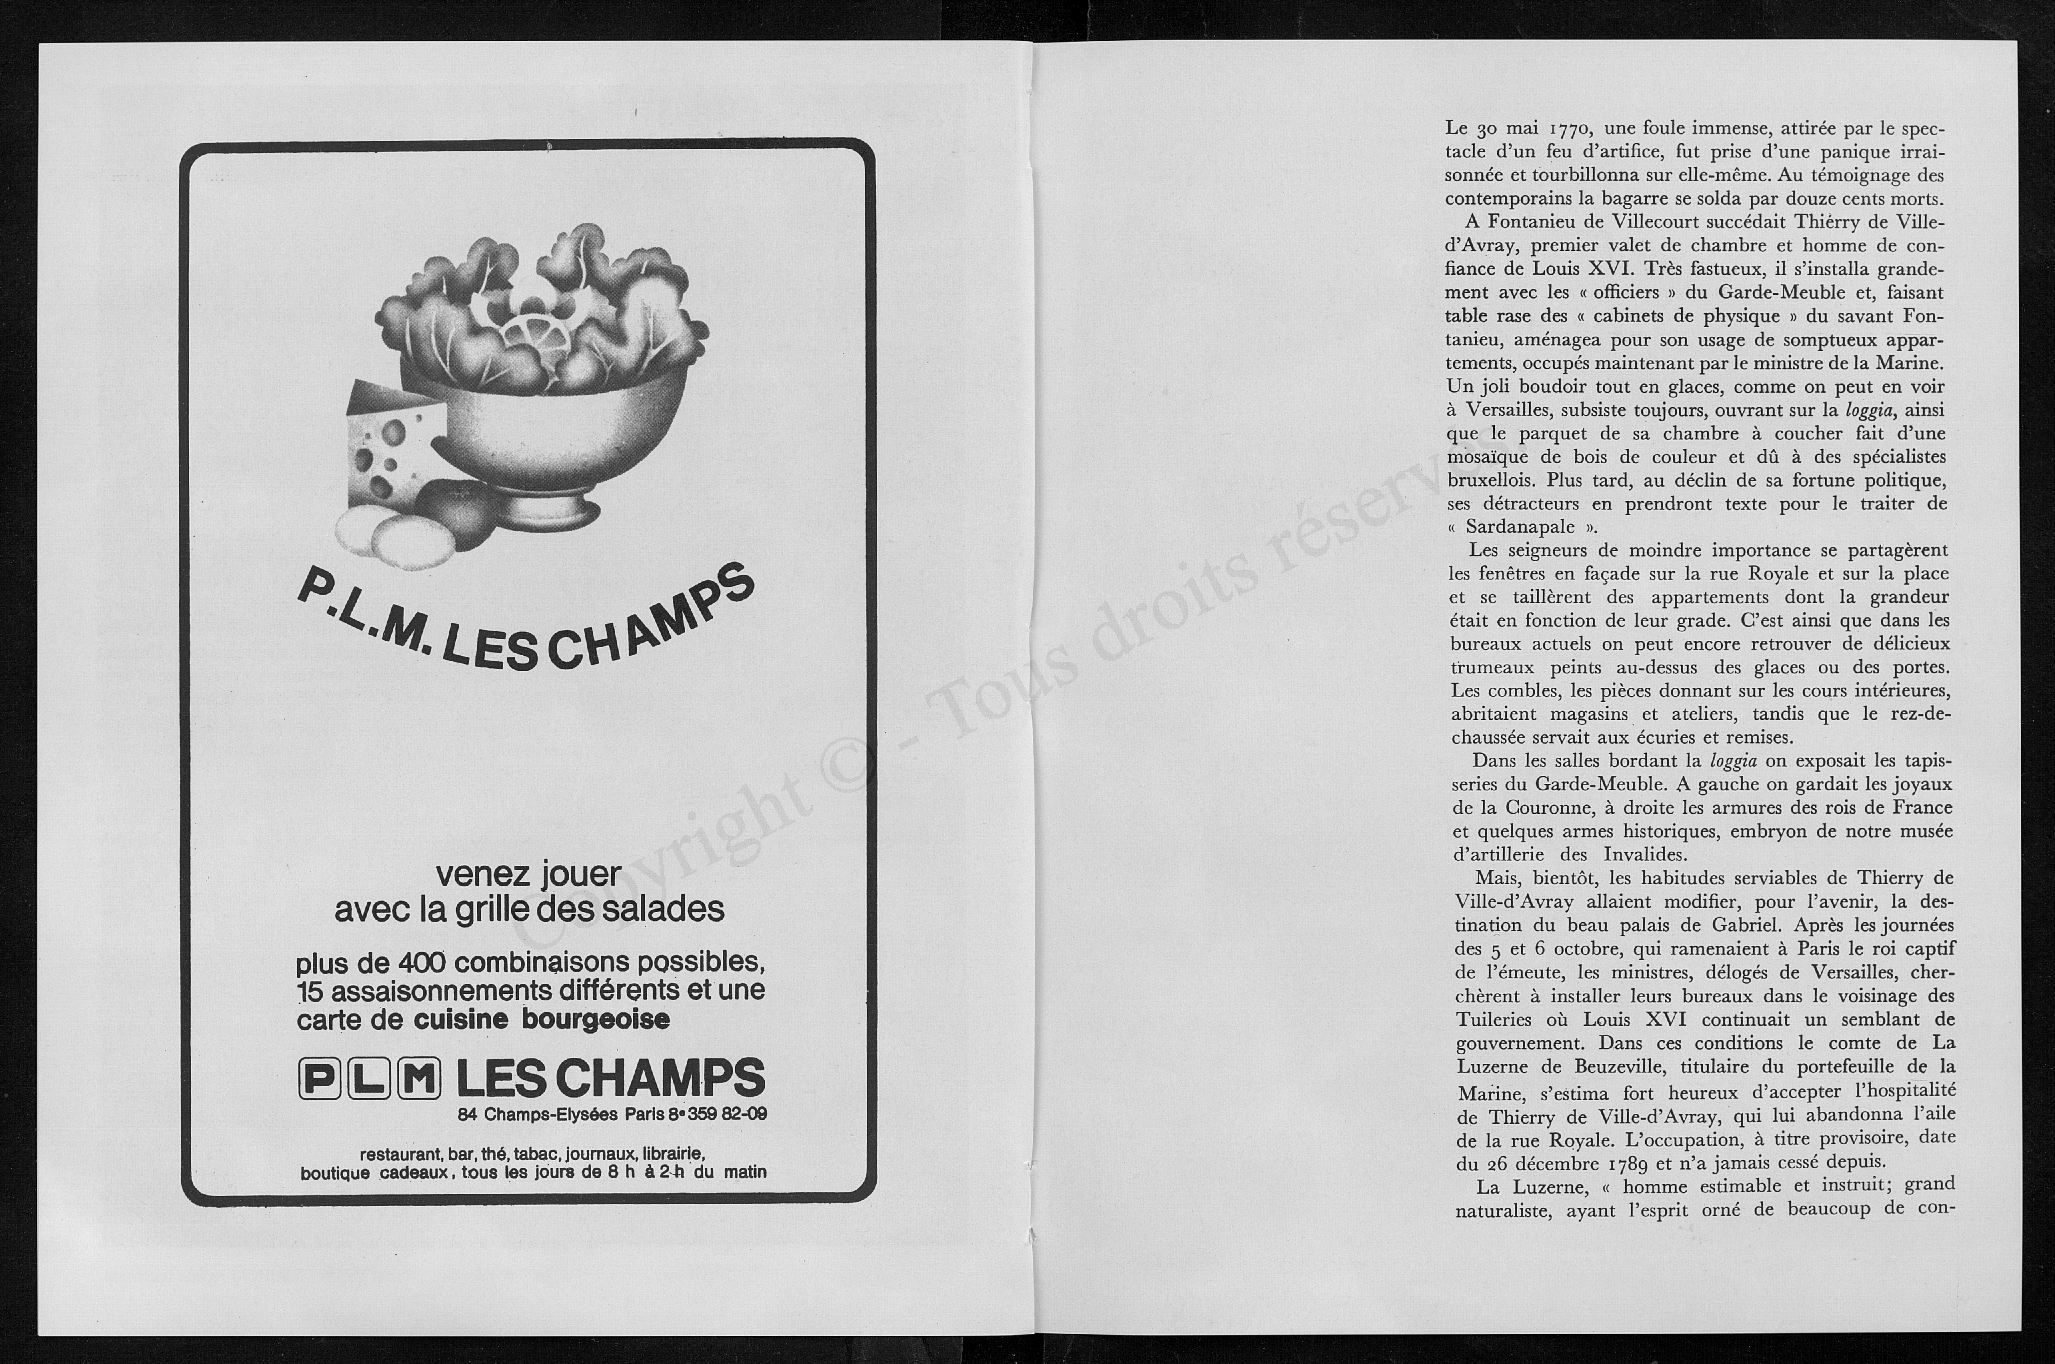 P.L.M. LES CHAMPS
venez jouer
avec la grille des salades
plus de 400 combinaisons possibles,
15 assaisonnements différents et une
carte de cuisine bourgeoise
PLM LES CHAMPS
84 Champs-Elysées Paris 8e 359 82-09
restaurant, bar, thé, tabac, journaux, librairie,
boutique cadeaux, tous les jours de 8 h à 2 h du matin
Le 30 mai 1770, une foule immense, attirée par le spec-
tacle d'un feu d'artifice, fut prise d'une panique irrai-
sonnée et tourbillonna sur elle-même. Au témoignage des
contemporains la bagarre se solda par douze cents morts.
A Fontanieu de Villecourt succédait Thiérry de Ville-
d'Avray, premier valet de chambre et homme de con-
fiance de Louis XVI. Très fastueux, il s'installa grande-
ment avec les « officiers » du Garde-Meuble et, faisant
table rase des « cabinets de physique » du savant Fon-
tanieu, aménagea pour son usage de somptueux appar-
tements, occupés maintenant par le ministre de la Marine.
Un joli boudoir tout en glaces, comme on peut en voir
à Versailles, subsiste toujours, ouvrant sur la loggia, ainsi
que le parquet de sa chambre à coucher fait d'une
mosaïque de bois de couleur et dû à des spécialistes
bruxellois. Plus tard, au déclin de sa fortune politique,
ses détracteurs en prendront texte pour le traiter de
« Sardanapale ».
Les seigneurs de moindre importance se partagèrent
les fenêtres en façade sur la rue Royale et sur la place
et se taillèrent des appartements dont la grandeur
était en fonction de leur grade. C'est ainsi que dans les
bureaux actuels on peut encore retrouver de délicieux
trumeaux peints au-dessus des glaces ou des portes.
Les combles, les pièces donnant sur les cours intérieures,
abritaient magasins et ateliers, tandis que le rez-de-
chaussée servait aux écuries et remises.
Dans les salles bordant la loggia on exposait les tapis-
series du Garde-Meuble. A gauche on gardait les joyaux
de la Couronne, à droite les armures des rois de France
et quelques armes historiques, embryon de notre musée
d'artillerie des Invalides.
Mais, bientôt, les habitudes serviables de Thierry de
Ville-d'Avray allaient modifier, pour l'avenir, la des-
tination du beau palais de Gabriel. Après les journées
des 5 et 6 octobre, qui ramenaient à Paris le roi captif
de l'émeute, les ministres, délogés de Versailles, cher-
chèrent à installer leurs bureaux dans le voisinage des
Tuileries où Louis XVI continuait un semblant de
gouvernement. Dans ces conditions le comte de La
Luzerne de Beuzeville, titulaire du portefeuille de la
Marine, s'estima fort heureux d'accepter l'hospitalité
de Thierry de Ville-d'Avray, qui lui abandonna l'aile
de la rue Royale. L'occupation, à titre provisoire, date
du 26 décembre 1789 et n'a jamais cessé depuis.
La Luzerne, « homme estimable et instruit; grand
naturaliste, ayant l'esprit orné de beaucoup de con-
Copyright © - Tous droits réservés